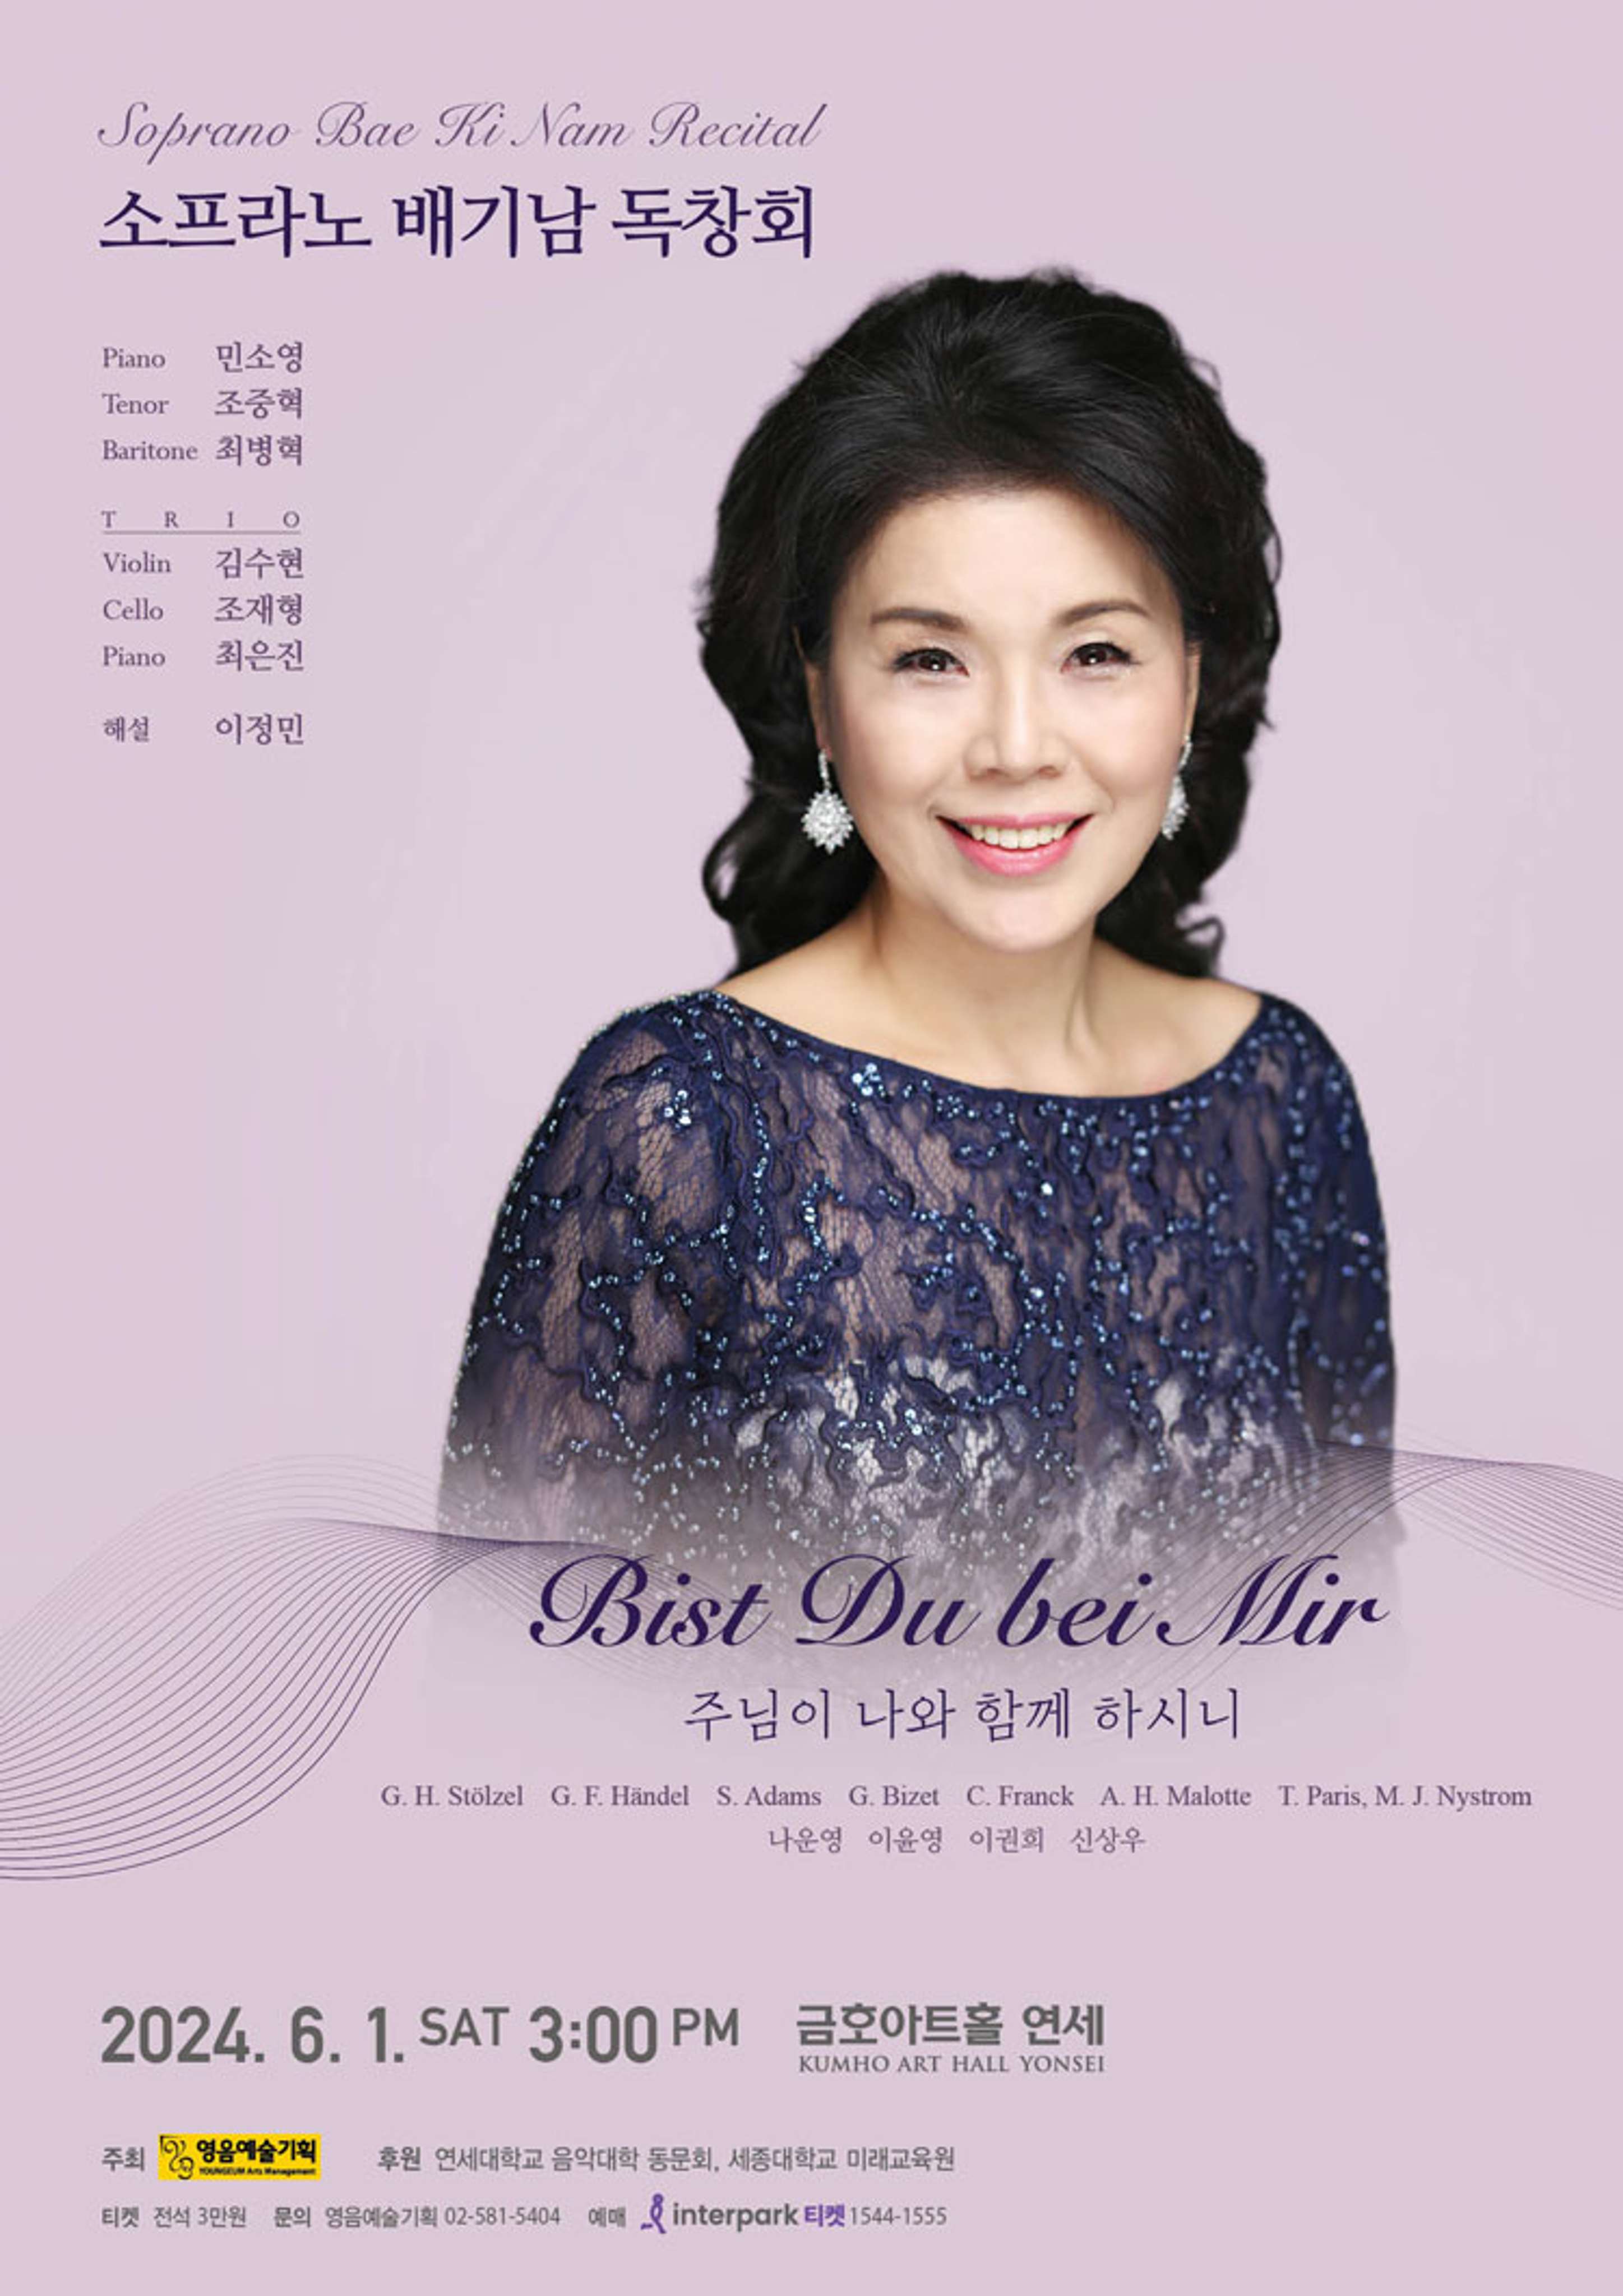 Soprano Bae Ki Nam Recital
소프라노 배기남 독창회
Piano 민소영
Tenor 조중혁
Baritone 최병혁
TRIO
Violin 김수현
Cello 조재형
Piano 최은진
해설 이정민
Bist Du bei Mir
주님이 나와 함께 하시니
G. H. Stölzel G. F. Händel S. Adams G. Bizet C. Franck A. H. Malotte T. Paris, M. J. Nystrom
나운영 이윤영 이권희 신상우
2024. 6. 1. SAT 3:00 PM 금호아트홀 연세
KUMHO ART HALL YONSEI
주최 영음예술기획 YOUNGEUM Arts Management 후원 연세대학교 음악대학 동문회, 세종대학교 미래교육원
티켓 전석 3만원 문의 영음예술기획 02-581-5404 예매 interpark 티켓 1544-1555